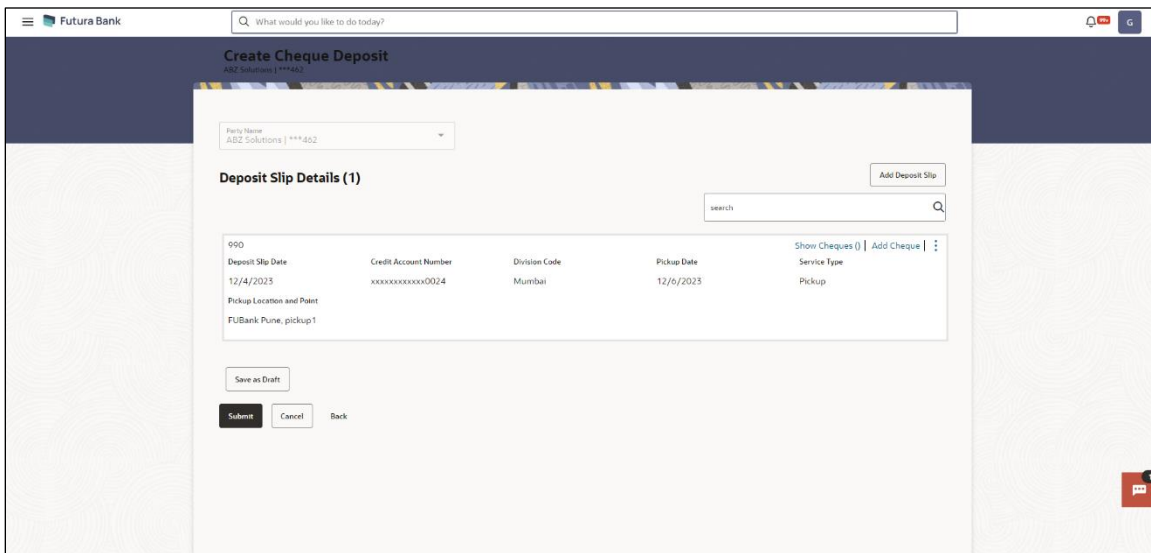 Futura Bank
What would you like to do today?
99+
G
Create Cheque Deposit
ABZ Solutions | ***462
Party Name
ABZ Solutions | ***462
Deposit Slip Details (1)
Add Deposit Slip
search
990
Show Cheques () | Add Cheque |
Deposit Slip Date Credit Account Number Division Code Pickup Date Service Type
12/4/2023 xxxxxxxxxxxx0024 Mumbai 12/6/2023 Pickup
Pickup Location and Point
FUBank Pune, pickup1
Save as Draft
Submit Cancel Back